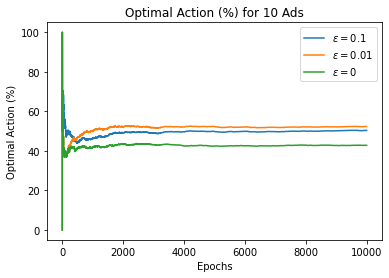 Optimal Action (%) for 10 Ads
Optimal Action (%)
100
80
60
40
20
0
ε = 0.1
ε = 0.01
ε = 0
0
2000
4000
6000
8000
10000
Epochs